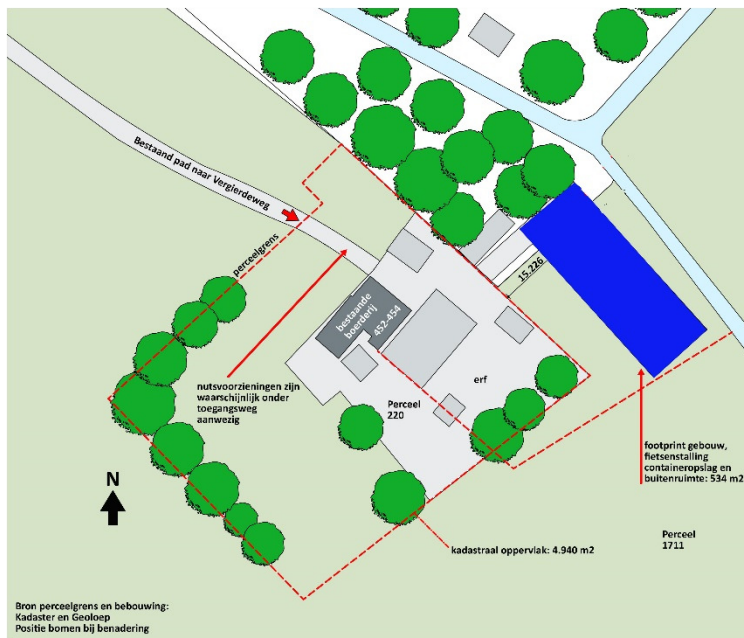 Bestaand pad naar Vergierdeweg
perceelgrens
15.226
bestaande
boerderij
452-454
nutsvoorzieningen zijn
waarschijnlijk onder
toegangsweg
aanwezig
erf
Perceel
220
footprint gebouw,
fietsenstalling
containeropslag en
buitenruimte: 534 m2
N
Perceel
1711
kadastraal oppervlak: 4.940 m2
Bron perceelgrens en bebouwing:
Kadaster en Geoloep
Positie bomen bij benadering